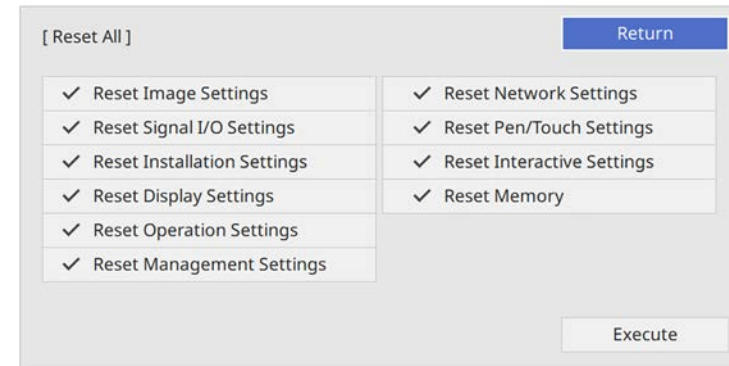 [ Reset All ]
Return
Reset Image Settings
Reset Signal I/O Settings
Reset Installation Settings
Reset Display Settings
Reset Operation Settings
Reset Management Settings
Reset Network Settings
Reset Pen/Touch Settings
Reset Interactive Settings
Reset Memory
Execute